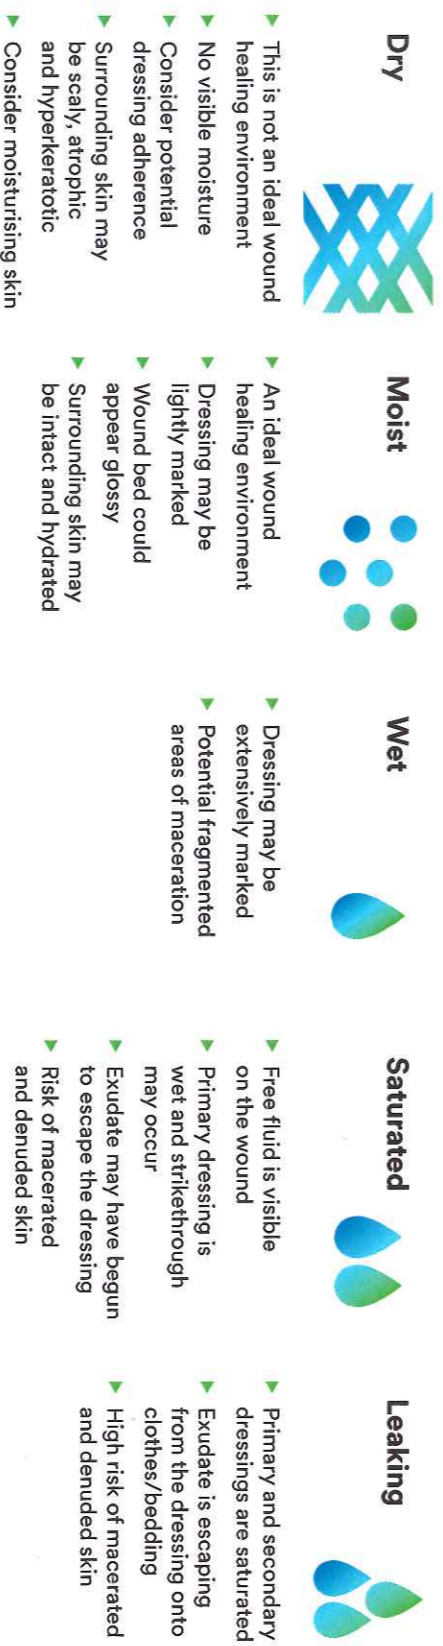 Dry
This is not an ideal wound
healing environment
No visible moisture
Consider potential
dressing adherence
Surrounding skin may
be scaly, atrophic
and hyperkeratotic
Consider moisturising skin
Moist
An ideal wound
healing environment
Dressing may be
lightly marked
Wound bed could
appear glossy
Surrounding skin may
be intact and hydrated
Wet
Dressing may be
extensively marked
Potential fragmented
areas of maceration
Saturated
Free fluid is visible
on the wound
Primary dressing is
wet and strikethrough
may occur
Exudate may have begun
to escape the dressing
Risk of macerated
and denuded skin
Leaking
Primary and secondary
dressings are saturated
Exudate is escaping
from the dressing onto
clothes/bedding
High risk of macerated
and denuded skin